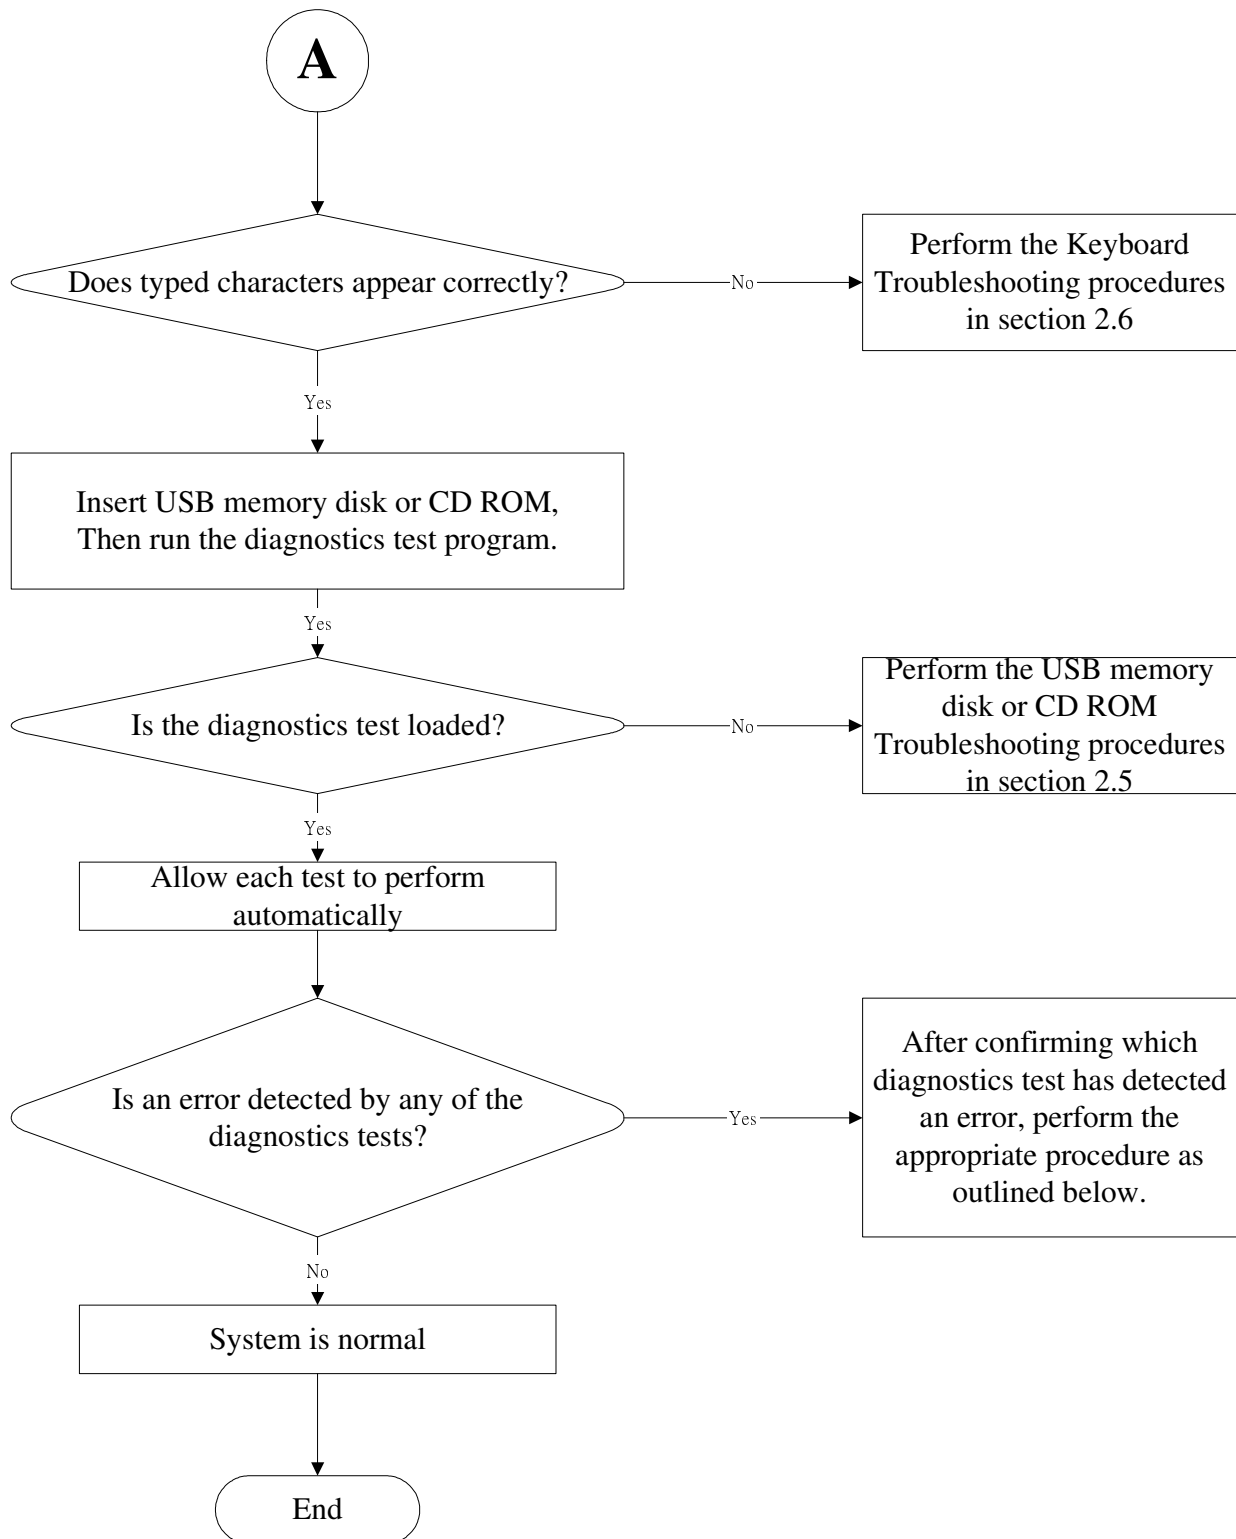 A
Does typed characters appear correctly?
No
Perform the Keyboard
Troubleshooting procedures
in section 2.6
Yes
Insert USB memory disk or CD ROM,
Then run the diagnostics test program.
Yes
Is the diagnostics test loaded?
No
Perform the USB memory
disk or CD ROM
Troubleshooting procedures
in section 2.5
Yes
Allow each test to perform
automatically
Is an error detected by any of the
diagnostics tests?
Yes
After confirming which
diagnostics test has detected
an error, perform the
appropriate procedure as
outlined below.
No
System is normal
End